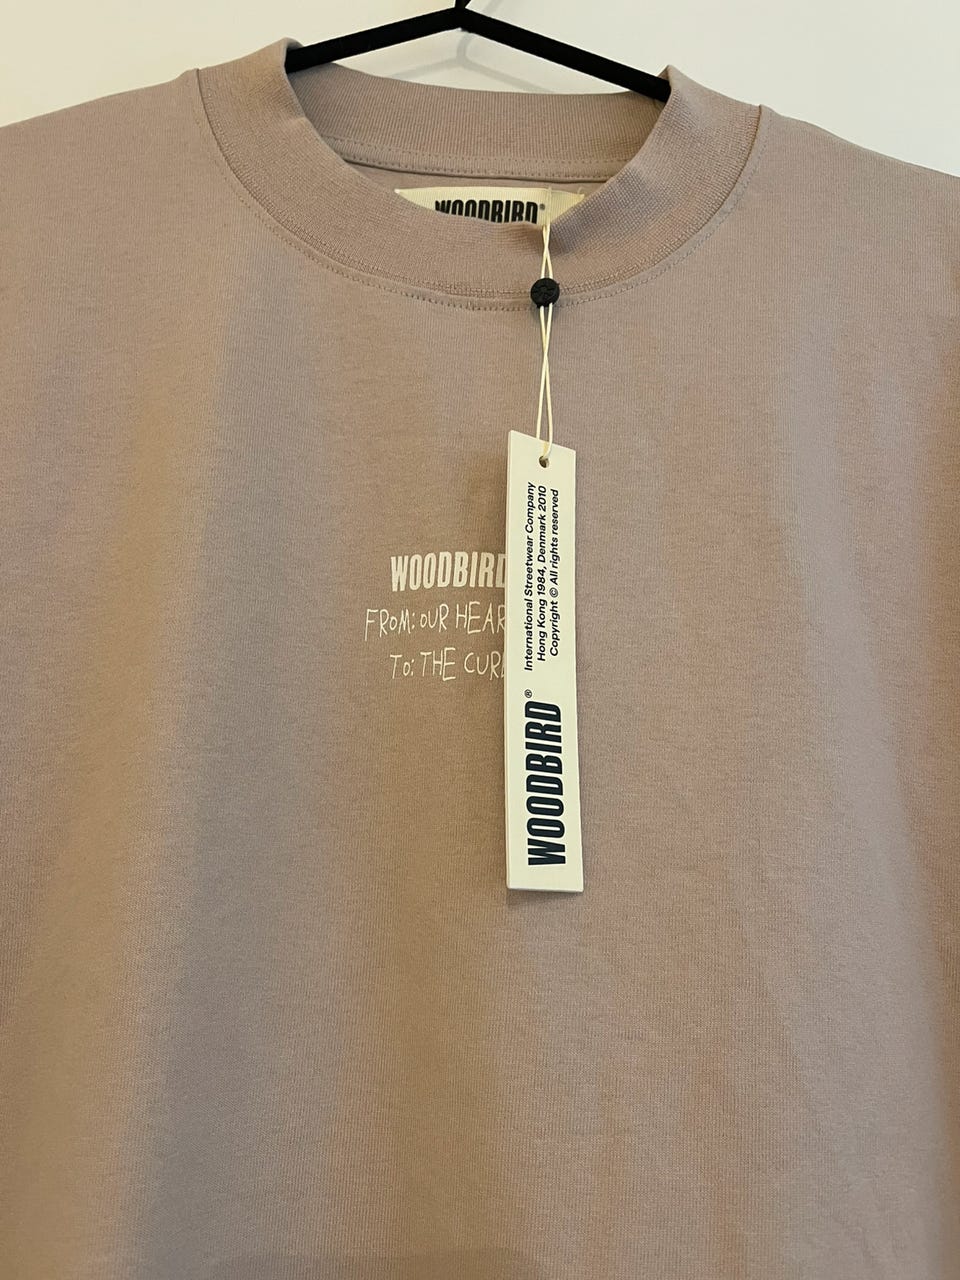 WOODBIRD®
WOODBIRD
FROM: OUR
To: THE
International Streetwear Company
Hong Kong 1984, Denmark 2010
Copyright © All rights reserved
WOODBIRD®